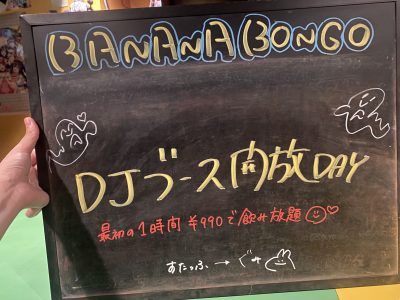 BANANA BONGO
DJブース開放DAY
最初の1時間 ¥990で飲み放題
すたっふ → ぐみ